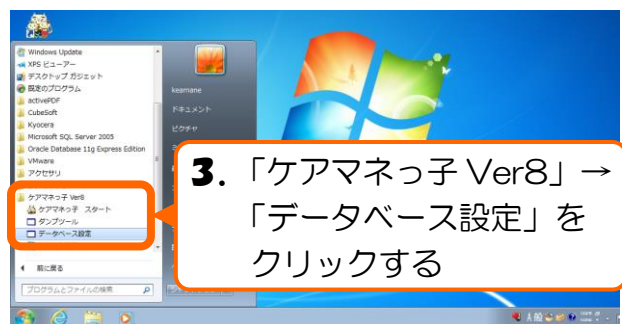 Windows Update
XPS ビューアー
デスクトップ ガジェット
既定のプログラム
activePDF
CubeSoft
Kyocera
Microsoft SQL Server 2005
Oracle Database 11g Express Edition
VMware
アクセサリ
ケアマネっ子 Ver8
ケアマネっ子 スタート
ダンプツール
データベース設定
前に戻る
プログラムとファイルの検索
keamane
ドキュメント
ピクチャ
3.「ケアマネっ子 Ver8」→
「データベース設定」を
クリックする
A 般